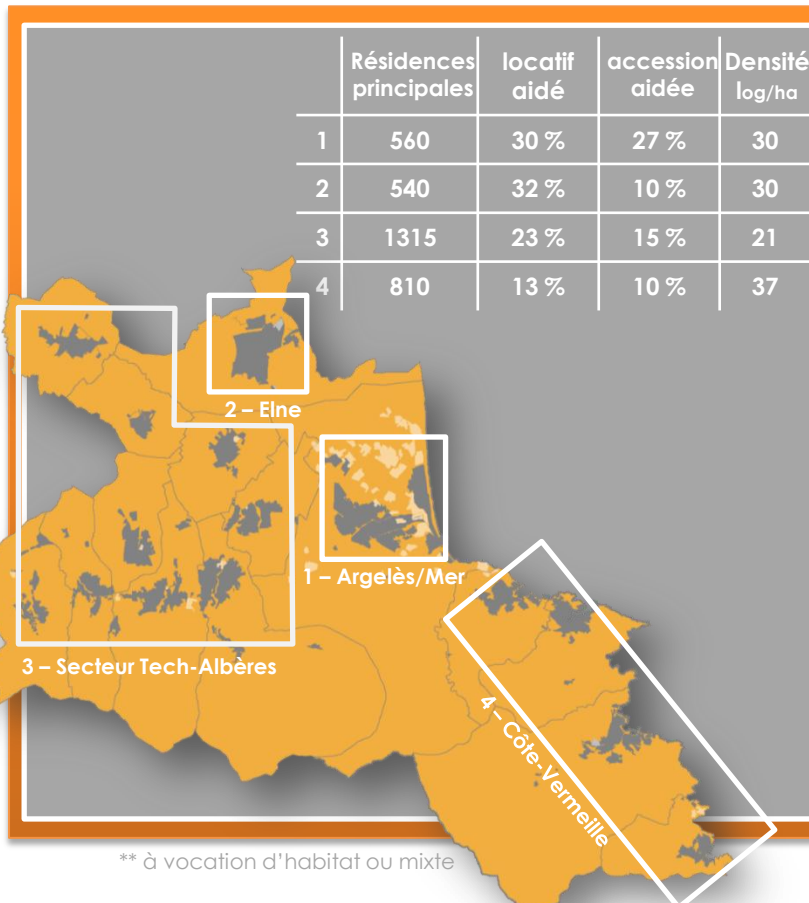 Résidences principales | locatif aidé | accession aidée | Densité log/ha
1 | 560 | 30 % | 27 % | 30
2 | 540 | 32 % | 10 % | 30
3 | 1315 | 23 % | 15 % | 21
4 | 810 | 13 % | 10 % | 37
2 – Elne
1 – Argelès/Mer
3 – Secteur Tech-Albères
4 – Côte-Vermeille
** à vocation d’habitat ou mixte